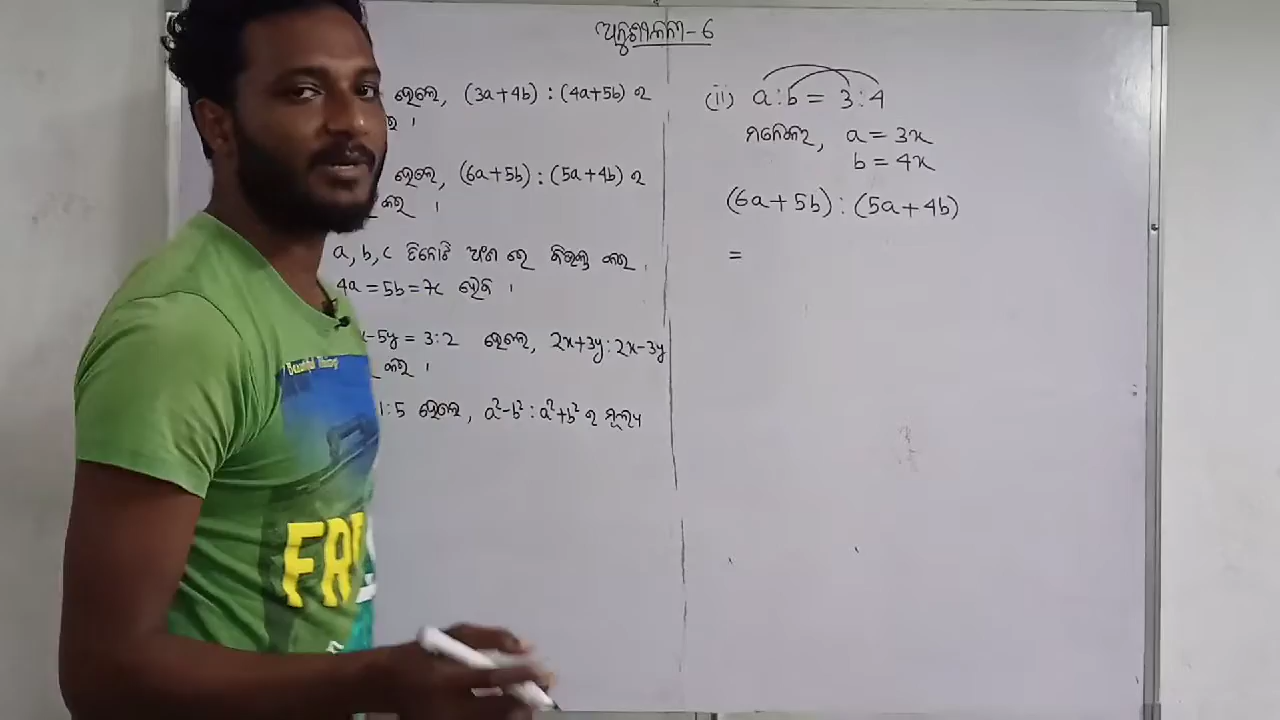 ଅନୁଶୀଳନୀ-6
ହେଲେ, (3a+4b) : (4a+5b) ର
ହେଲେ, (6a+5b) : (5a+4b) ର
କର ।
a, b, c ତିନୋଟି ଅଂଶ ରେ ବିଭକ୍ତ କର
4a = 5b = 7c ହେବ ।
-5y = 3:2 ହେଲେ, 2x+3y : 2x-3y
କର ।
1:5 ହେଲେ, a²-b² : a²+b² ର ମୂଲ୍ୟ
(ii) a : b = 3 : 4
ମନେକର, a = 3x
b = 4x
(6a+5b) : (5a+4b)
=
Beautiful
FR